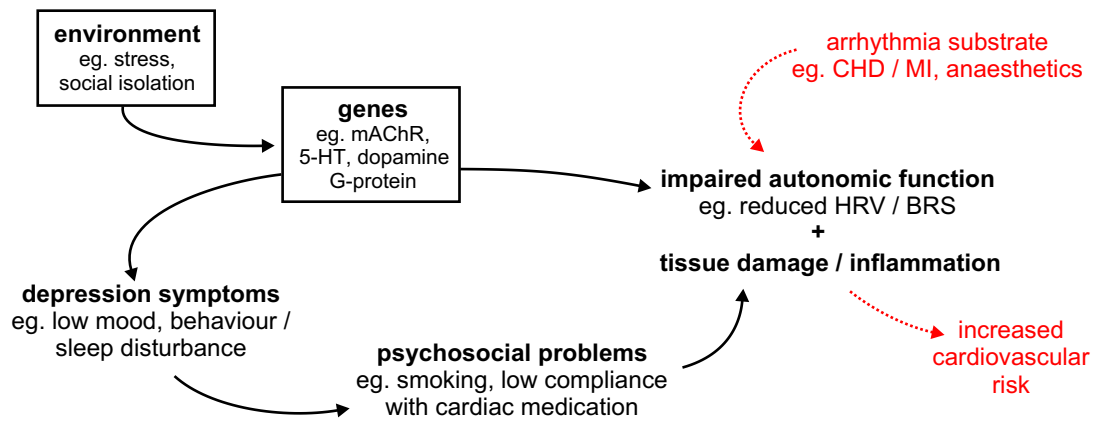 environment
eg. stress,
social isolation
genes
eg. mAChR,
5-HT, dopamine
G-protein
arrhythmia substrate
eg. CHD / MI, anaesthetics
impaired autonomic function
eg. reduced HRV / BRS
+
tissue damage / inflammation
depression symptoms
eg. low mood, behaviour /
sleep disturbance
psychosocial problems
eg. smoking, low compliance
with cardiac medication
increased
cardiovascular
risk